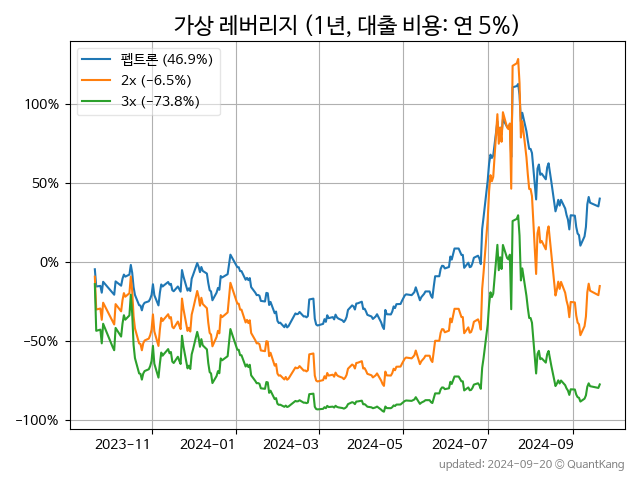 가상 레버리지 (1년, 대출 비용: 연 5%)
펩트론 (46.9%)
2x (−6.5%)
3x (−73.8%)
100%
50%
0%
−50%
−100%
2023-11
2024-01
2024-03
2024-05
2024-07
2024-09
updated: 2024-09-20 © QuantKang